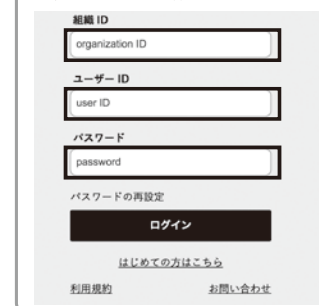 組織 ID
organization ID
ユーザー ID
user ID
パスワード
password
パスワードの再設定
ログイン
はじめての方はこちら
利用規約 お問い合わせ